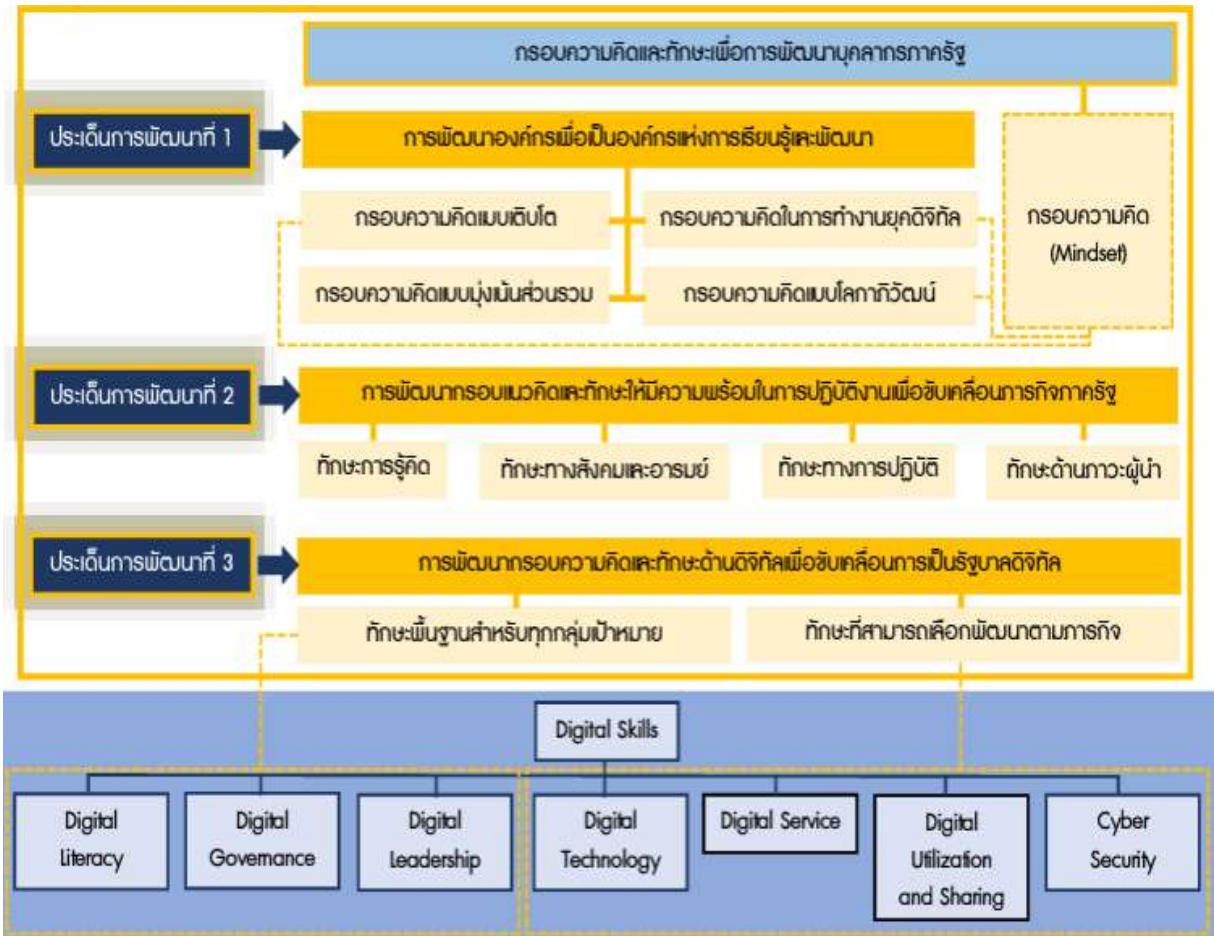 กรอบความคิดและทักษะเพื่อการพัฒนาบุคลากรภาครัฐ
ประเด็นการพัฒนาที่ 1
การพัฒนาองค์กรเพื่อเป็นองค์กรแห่งการเรียนรู้และพัฒนา
กรอบความคิดแบบเติบโต
กรอบความคิดในการทำงานยุคดิจิทัล
กรอบความคิดแบบมุ่งเน้นส่วนรวม
กรอบความคิดแบบโลกาภิวัฒน์
กรอบความคิด
(Mindset)
ประเด็นการพัฒนาที่ 2
การพัฒนากรอบแนวคิดและทักษะให้มีความพร้อมในการปฏิบัติงานเพื่อขับเคลื่อนภารกิจภาครัฐ
ทักษะการรู้คิด
ทักษะทางสังคมและอารมย์
ทักษะทางการปฏิบัติ
ทักษะด้านภาวะผู้นำ
ประเด็นการพัฒนาที่ 3
การพัฒนากรอบความคิดและทักษะด้านดิจิทัลเพื่อขับเคลื่อนการเป็นรัฐบาลดิจิทัล
ทักษะพื้นฐานสำหรับทุกกลุ่มเป้าหมาย
ทักษะที่สามารถเลือกพัฒนาตามภารกิจ
Digital Skills
Digital
Literacy
Digital
Governance
Digital
Leadership
Digital
Technology
Digital Service
Digital
Utilization
and Sharing
Cyber
Security